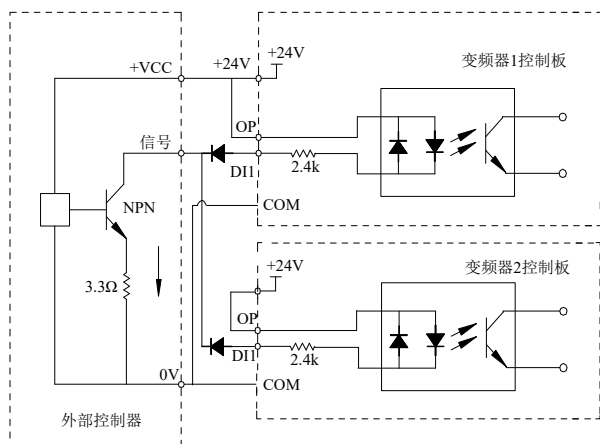 +VCC
信号
NPN
3.3Ω
0V
外部控制器
+24V
+24V
变频器1控制板
OP
DI1
2.4k
COM
+24V
变频器2控制板
OP
DI1
2.4k
COM